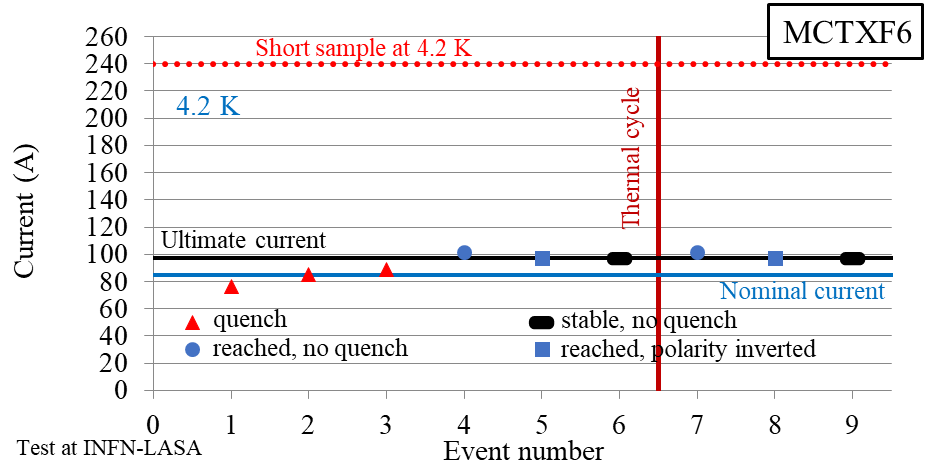 MCTXF6
Short sample at 4.2 K
4.2 K
Thermal cycle
Current (A)
260
240
220
200
180
160
140
120
100
80
60
40
20
0
Ultimate current
Nominal current
quench
stable, no quench
reached, no quench
reached, polarity inverted
0 1 2 3 4 5 6 7 8 9
Event number
Test at INFN-LASA